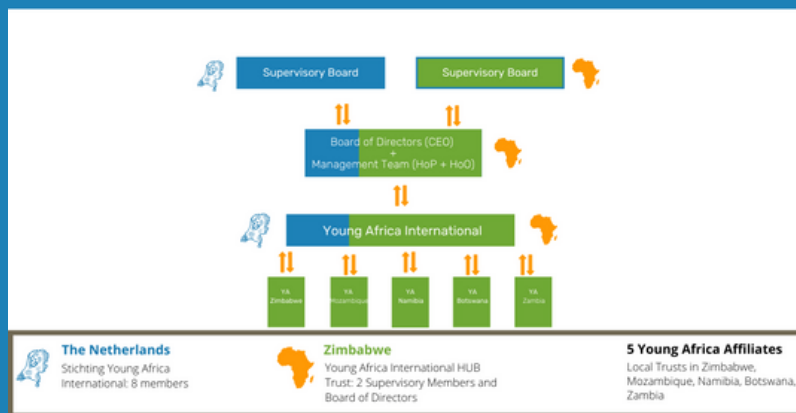 Supervisory Board
Supervisory Board
Board of Directors (CEO)
+
Management Team (HoP + HoO)
Young Africa International
YA
Zimbabwe
YA
Mozambique
YA
Namibia
YA
Botswana
YA
Zambia
The Netherlands
Stichting Young Africa
International: 8 members
Zimbabwe
Young Africa International HUB
Trust: 2 Supervisory Members and
Board of Directors
5 Young Africa Affiliates
Local Trusts in Zimbabwe,
Mozambique, Namibia, Botswana,
Zambia